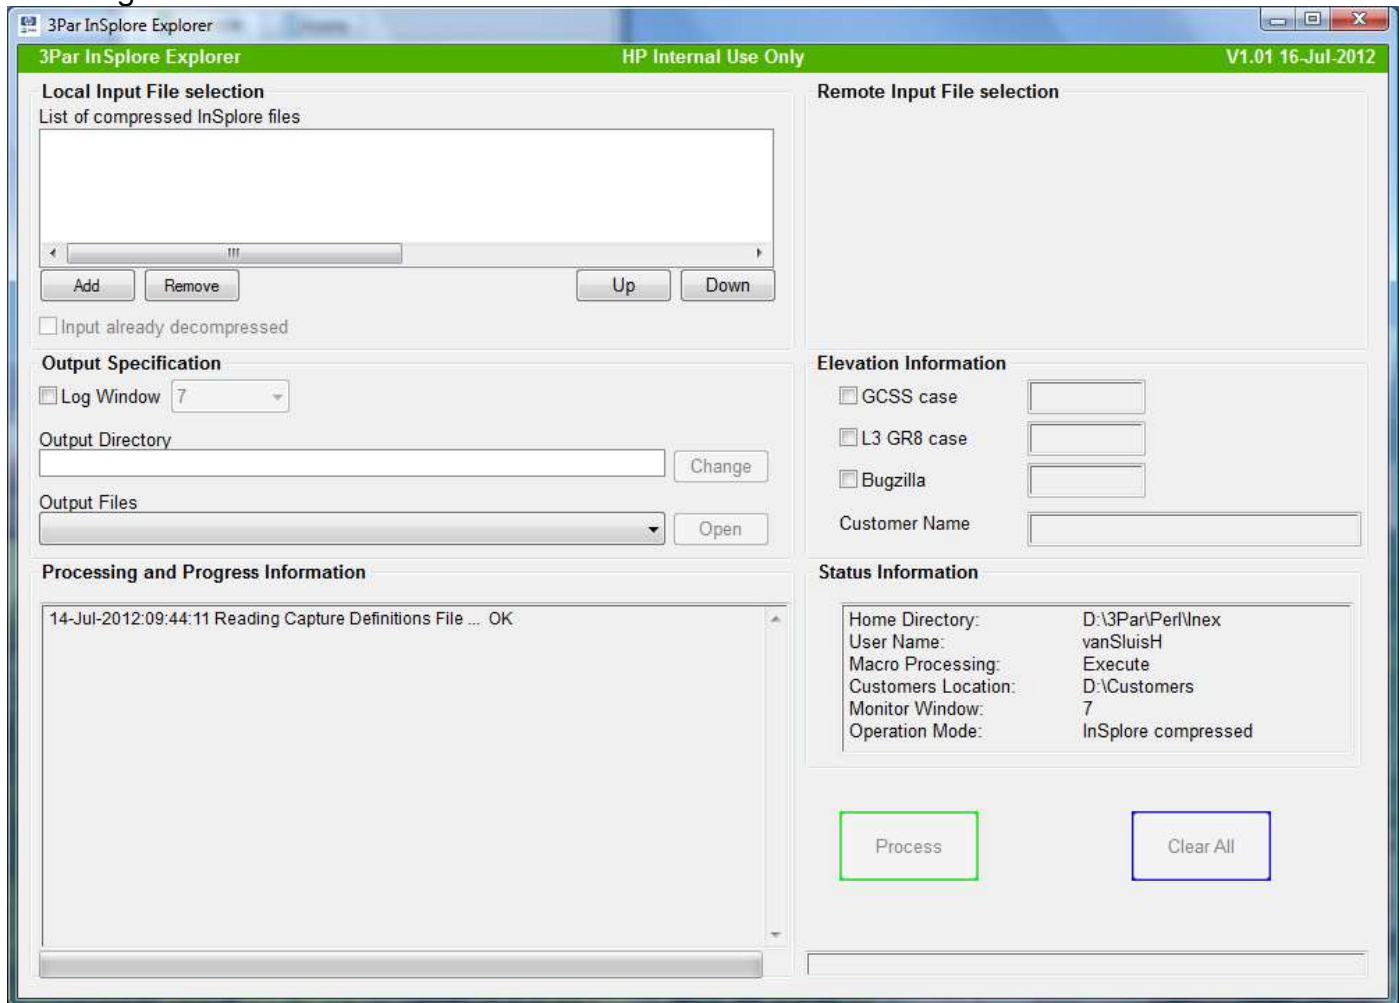 3Par InSplore Explorer
3Par InSplore Explorer HP Internal Use Only V1.01 16-Jul-2012
Local Input File selection
List of compressed InSplore files
Add Remove Up Down
Input already decompressed
Remote Input File selection
Output Specification
Log Window 7
Output Directory
Change
Output Files
Open
Elevation Information
GCSS case
L3 GR8 case
Bugzilla
Customer Name
Processing and Progress Information
14-Jul-2012:09:44:11 Reading Capture Definitions File ... OK
Status Information
Home Directory: D:\3Par\Perl\Inex
User Name: vanSluisH
Macro Processing: Execute
Customers Location: D:\Customers
Monitor Window: 7
Operation Mode: InSplore compressed
Process Clear All